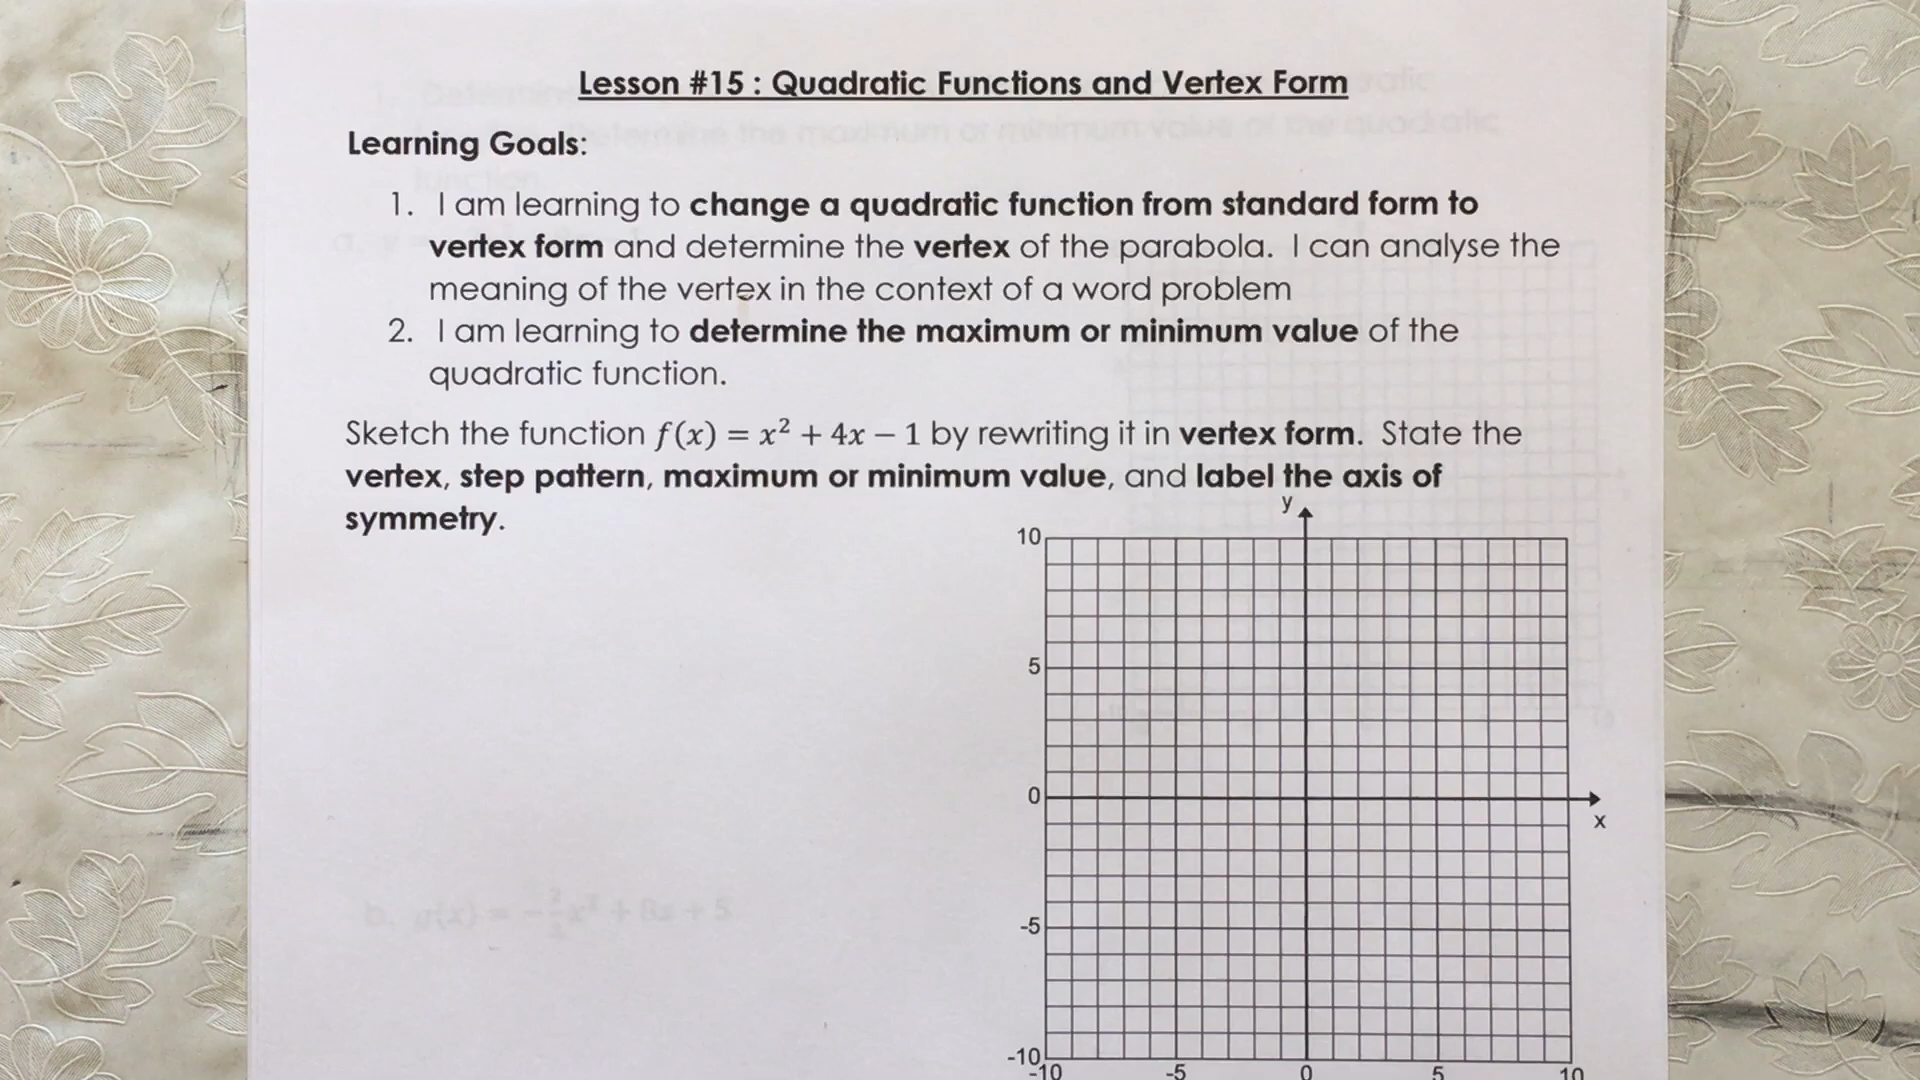 Lesson #15 : Quadratic Functions and Vertex Form
Learning Goals:
1. I am learning to change a quadratic function from standard form to
vertex form and determine the vertex of the parabola. I can analyse the
meaning of the vertex in the context of a word problem
2. I am learning to determine the maximum or minimum value of the
quadratic function.
Sketch the function f(x) = x² + 4x − 1 by rewriting it in vertex form. State the
vertex, step pattern, maximum or minimum value, and label the axis of
symmetry.
y
10
5
0
x
-5
-10
-10 -5 0 5 10